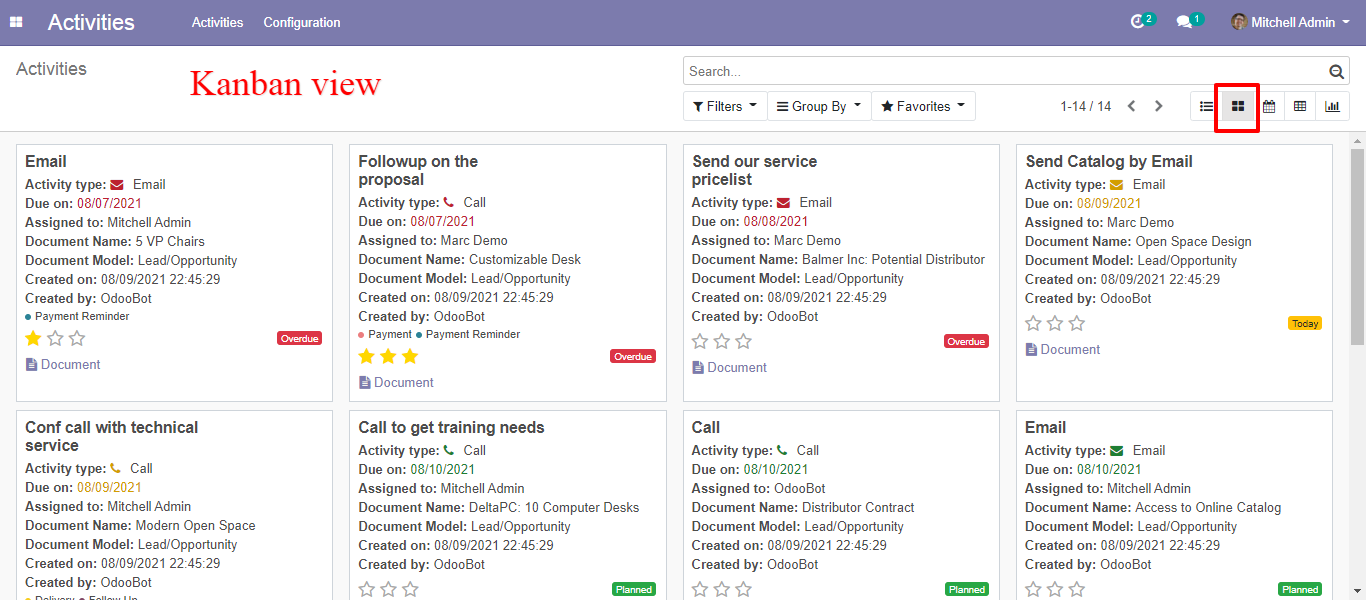 Activities Activities Configuration 2 1 Mitchell Admin
Activities
Kanban view
Search...
Filters Group By Favorites 1-14 / 14
Email
Activity type: Email
Due on: 08/07/2021
Assigned to: Mitchell Admin
Document Name: 5 VP Chairs
Document Model: Lead/Opportunity
Created on: 08/09/2021 22:45:29
Created by: OdooBot
Payment Reminder
Overdue
Document
Followup on the
proposal
Activity type: Call
Due on: 08/07/2021
Assigned to: Marc Demo
Document Name: Customizable Desk
Document Model: Lead/Opportunity
Created on: 08/09/2021 22:45:29
Created by: OdooBot
Payment Payment Reminder
Overdue
Document
Send our service
pricelist
Activity type: Email
Due on: 08/08/2021
Assigned to: Marc Demo
Document Name: Balmer Inc: Potential Distributor
Document Model: Lead/Opportunity
Created on: 08/09/2021 22:45:29
Created by: OdooBot
Overdue
Document
Send Catalog by Email
Activity type: Email
Due on: 08/09/2021
Assigned to: Marc Demo
Document Name: Open Space Design
Document Model: Lead/Opportunity
Created on: 08/09/2021 22:45:29
Created by: OdooBot
Today
Document
Conf call with technical
service
Activity type: Call
Due on: 08/09/2021
Assigned to: Mitchell Admin
Document Name: Modern Open Space
Document Model: Lead/Opportunity
Created on: 08/09/2021 22:45:29
Created by: OdooBot
Delivery Follow Up
Call to get training needs
Activity type: Call
Due on: 08/10/2021
Assigned to: Mitchell Admin
Document Name: DeltaPC: 10 Computer Desks
Document Model: Lead/Opportunity
Created on: 08/09/2021 22:45:29
Created by: OdooBot
Planned
Call
Activity type: Call
Due on: 08/10/2021
Assigned to: OdooBot
Document Name: Distributor Contract
Document Model: Lead/Opportunity
Created on: 08/09/2021 22:45:29
Created by: OdooBot
Planned
Email
Activity type: Email
Due on: 08/10/2021
Assigned to: Mitchell Admin
Document Name: Access to Online Catalog
Document Model: Lead/Opportunity
Created on: 08/09/2021 22:45:29
Created by: OdooBot
Planned